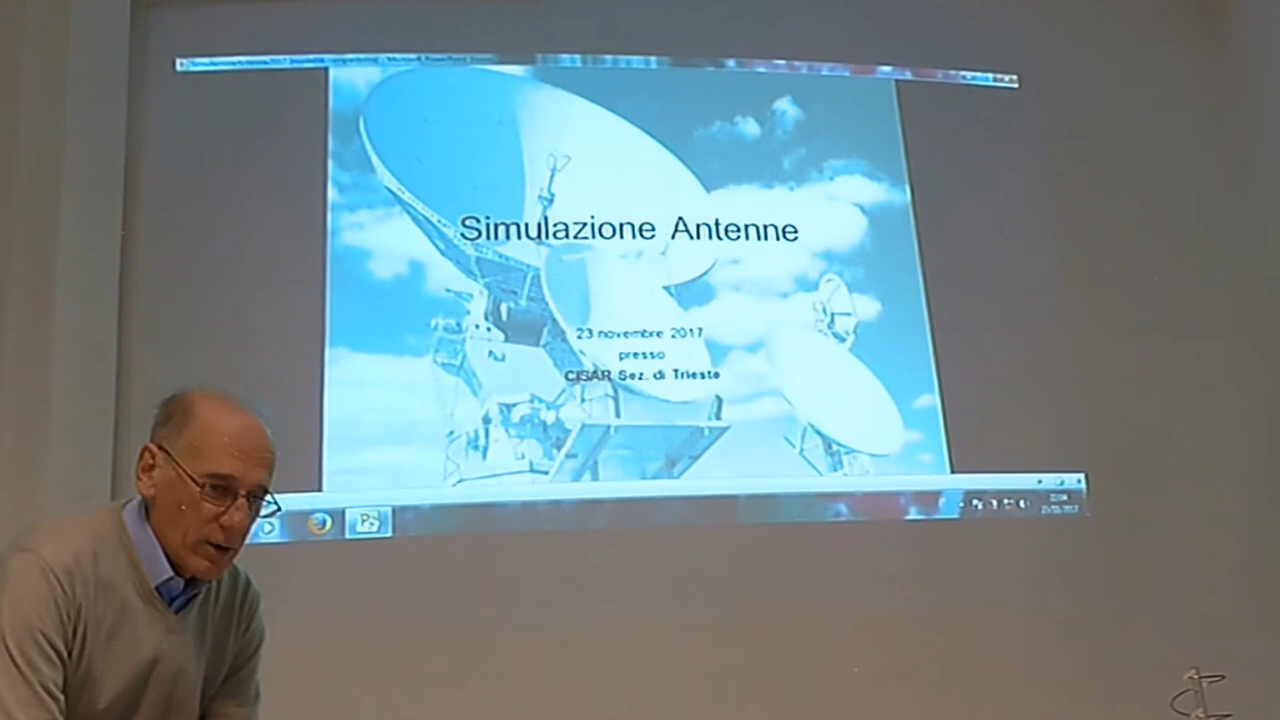 Simulazione Antenne
23 novembre 2017
presso
CISAR Sez. di Trieste